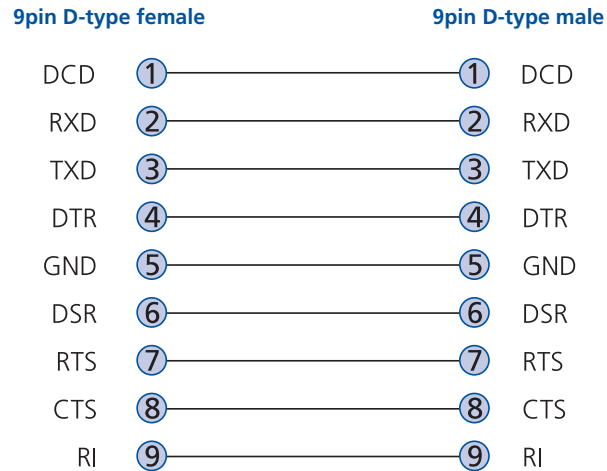 9pin D-type female 9pin D-type male
DCD 1 1 DCD
RXD 2 2 RXD
TXD 3 3 TXD
DTR 4 4 DTR
GND 5 5 GND
DSR 6 6 DSR
RTS 7 7 RTS
CTS 8 8 CTS
RI 9 9 RI